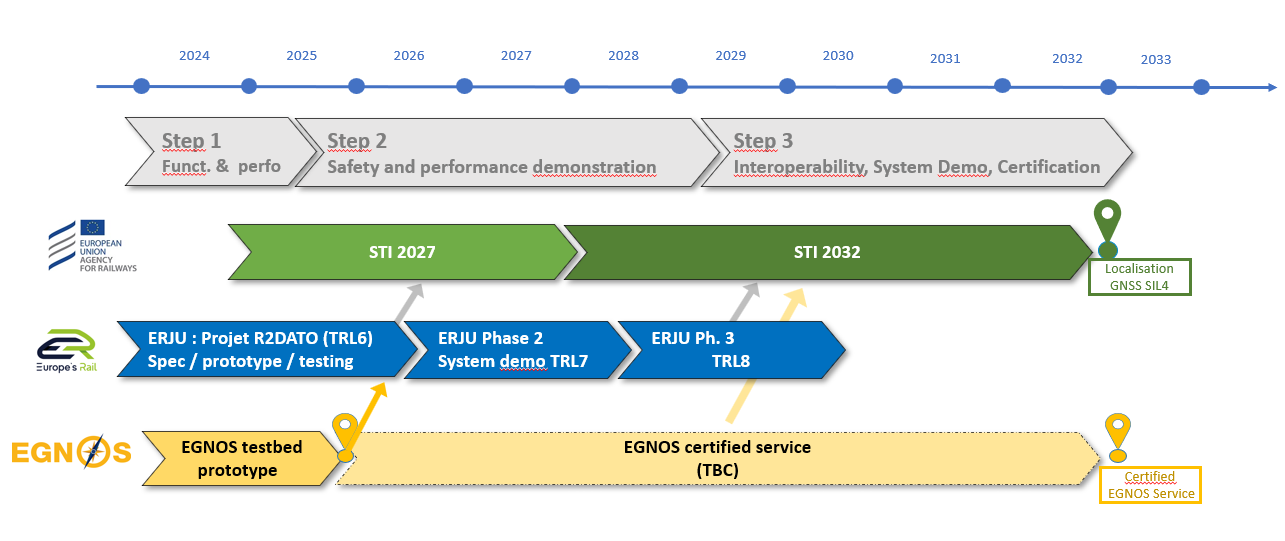 2024 2025 2026 2027 2028 2029 2030 2031 2032 2033
Step 1
Funct. & perfo
Step 2
Safety and performance demonstration
Step 3
Interoperability, System Demo, Certification
EUROPEAN
UNION
AGENCY
FOR RAILWAYS
STI 2027
STI 2032
Localisation
GNSS SIL4
Europe's Rail
ERJU : Projet R2DATO (TRL6)
Spec / prototype / testing
ERJU Phase 2
System demo TRL7
ERJU Ph. 3
TRL8
EGNOS
EGNOS testbed
prototype
EGNOS certified service
(TBC)
Certified
EGNOS Service